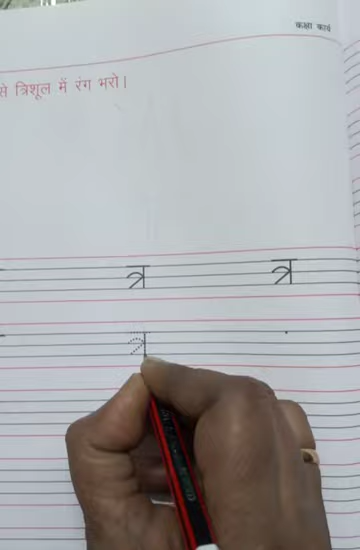 कक्षा कार्य
से त्रिशूल में रंग भरो।
त्र त्र
त्र